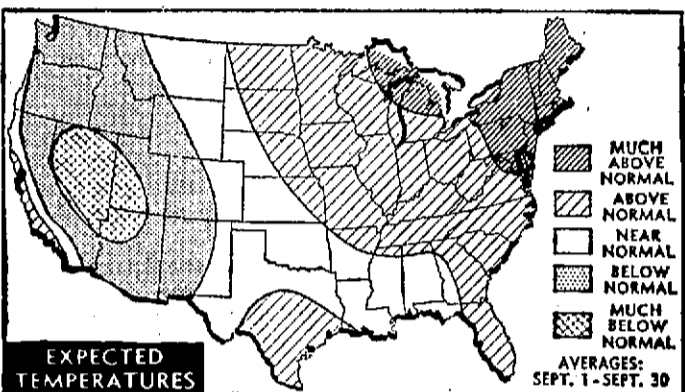 MUCH
ABOVE
NORMAL
ABOVE
NORMAL
NEAR
NORMAL
BELOW
NORMAL
MUCH
BELOW
NORMAL
EXPECTED
TEMPERATURES
AVERAGES:
SEPT. 1 - SEPT. 30